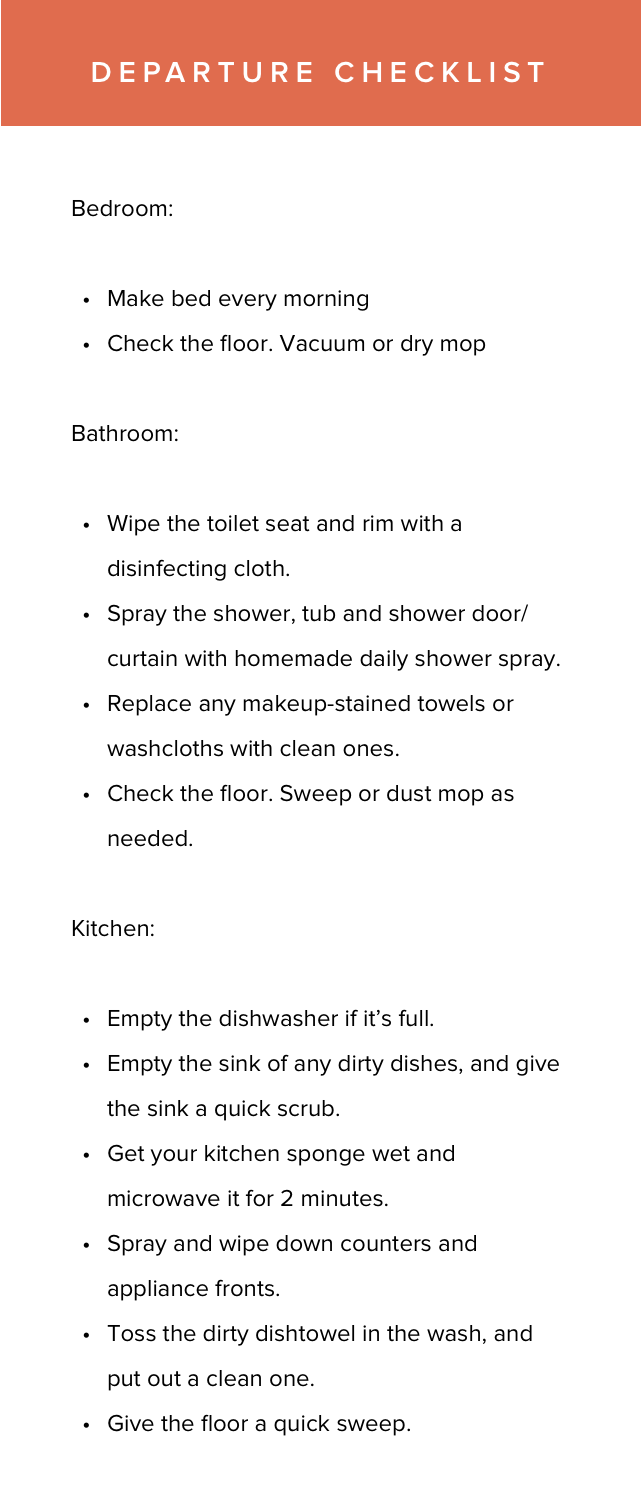 DEPARTURE CHECKLIST
Bedroom:
• Make bed every morning
• Check the floor. Vacuum or dry mop
Bathroom:
• Wipe the toilet seat and rim with a
disinfecting cloth.
• Spray the shower, tub and shower door/
curtain with homemade daily shower spray.
• Replace any makeup-stained towels or
washcloths with clean ones.
• Check the floor. Sweep or dust mop as
needed.
Kitchen:
• Empty the dishwasher if it’s full.
• Empty the sink of any dirty dishes, and give
the sink a quick scrub.
• Get your kitchen sponge wet and
microwave it for 2 minutes.
• Spray and wipe down counters and
appliance fronts.
• Toss the dirty dishtowel in the wash, and
put out a clean one.
• Give the floor a quick sweep.